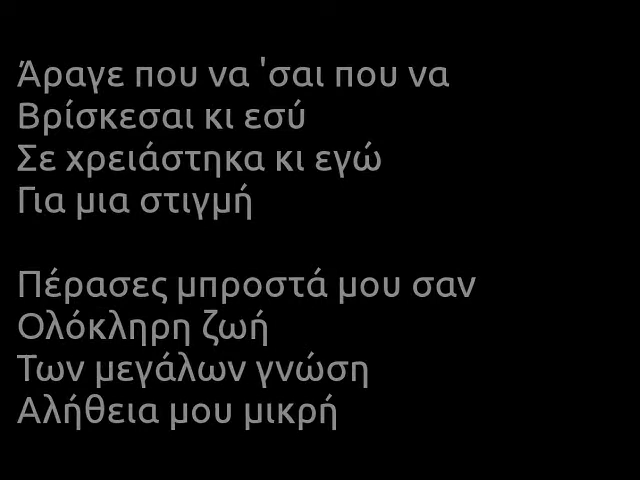 Άραγε που να 'σαι που να
Βρίσκεσαι κι εσύ
Σε χρειάστηκα κι εγώ
Για μια στιγμή
Πέρασες μπροστά μου σαν
Ολόκληρη ζωή
Των μεγάλων γνώση
Αλήθεια μου μικρή